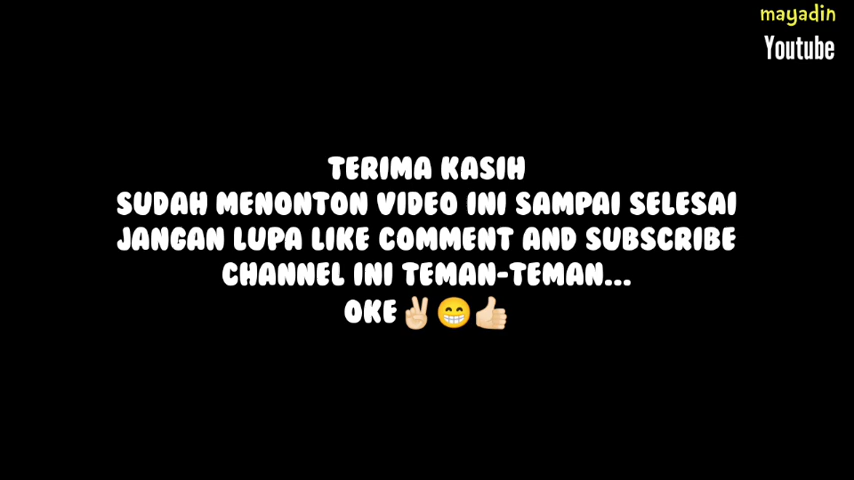 mayadin
Youtube
TERIMA KASIH
SUDAH MENONTON VIDEO INI SAMPAI SELESAI
JANGAN LUPA LIKE COMMENT AND SUBSCRIBE
CHANNEL INI TEMAN-TEMAN...
OKE✌🏼😁👍🏼